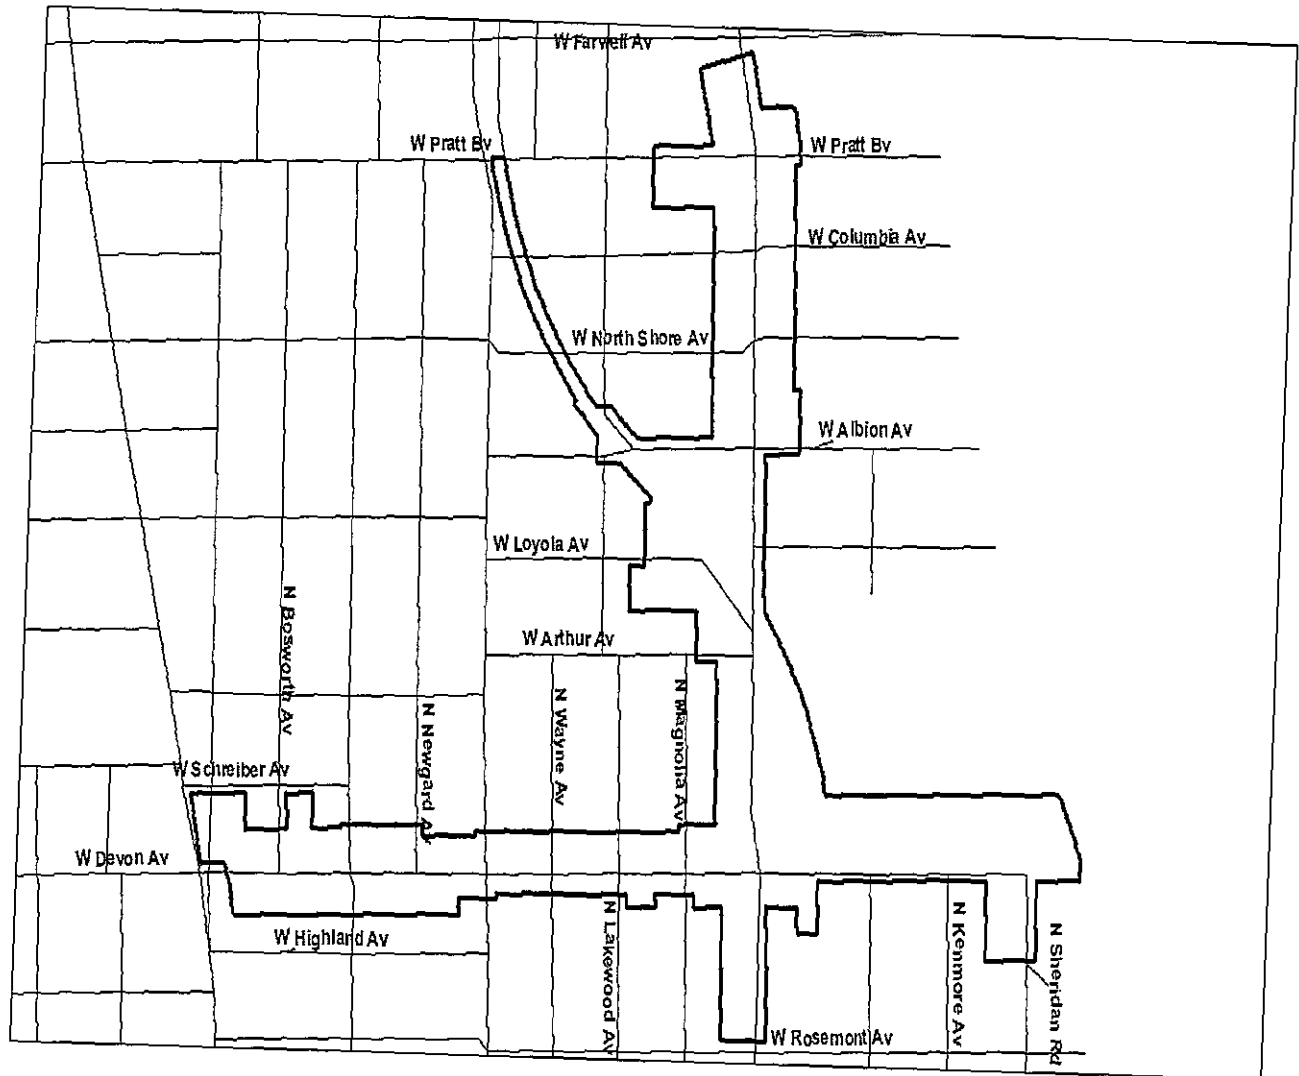 W Farwell Av
W Pratt Bv
W Pratt Bv
W Columbia Av
W North Shore Av
W Albion Av
W Loyola Av
N Bosworth Av
W Arthur Av
N Newgard Av
N Wayne Av
N Magnolia Av
W Schreiber Av
W Devon Av
N Lakewood Av
N Kenmore Av
N Sheridan Rd
W Highland Av
W Rosemont Av